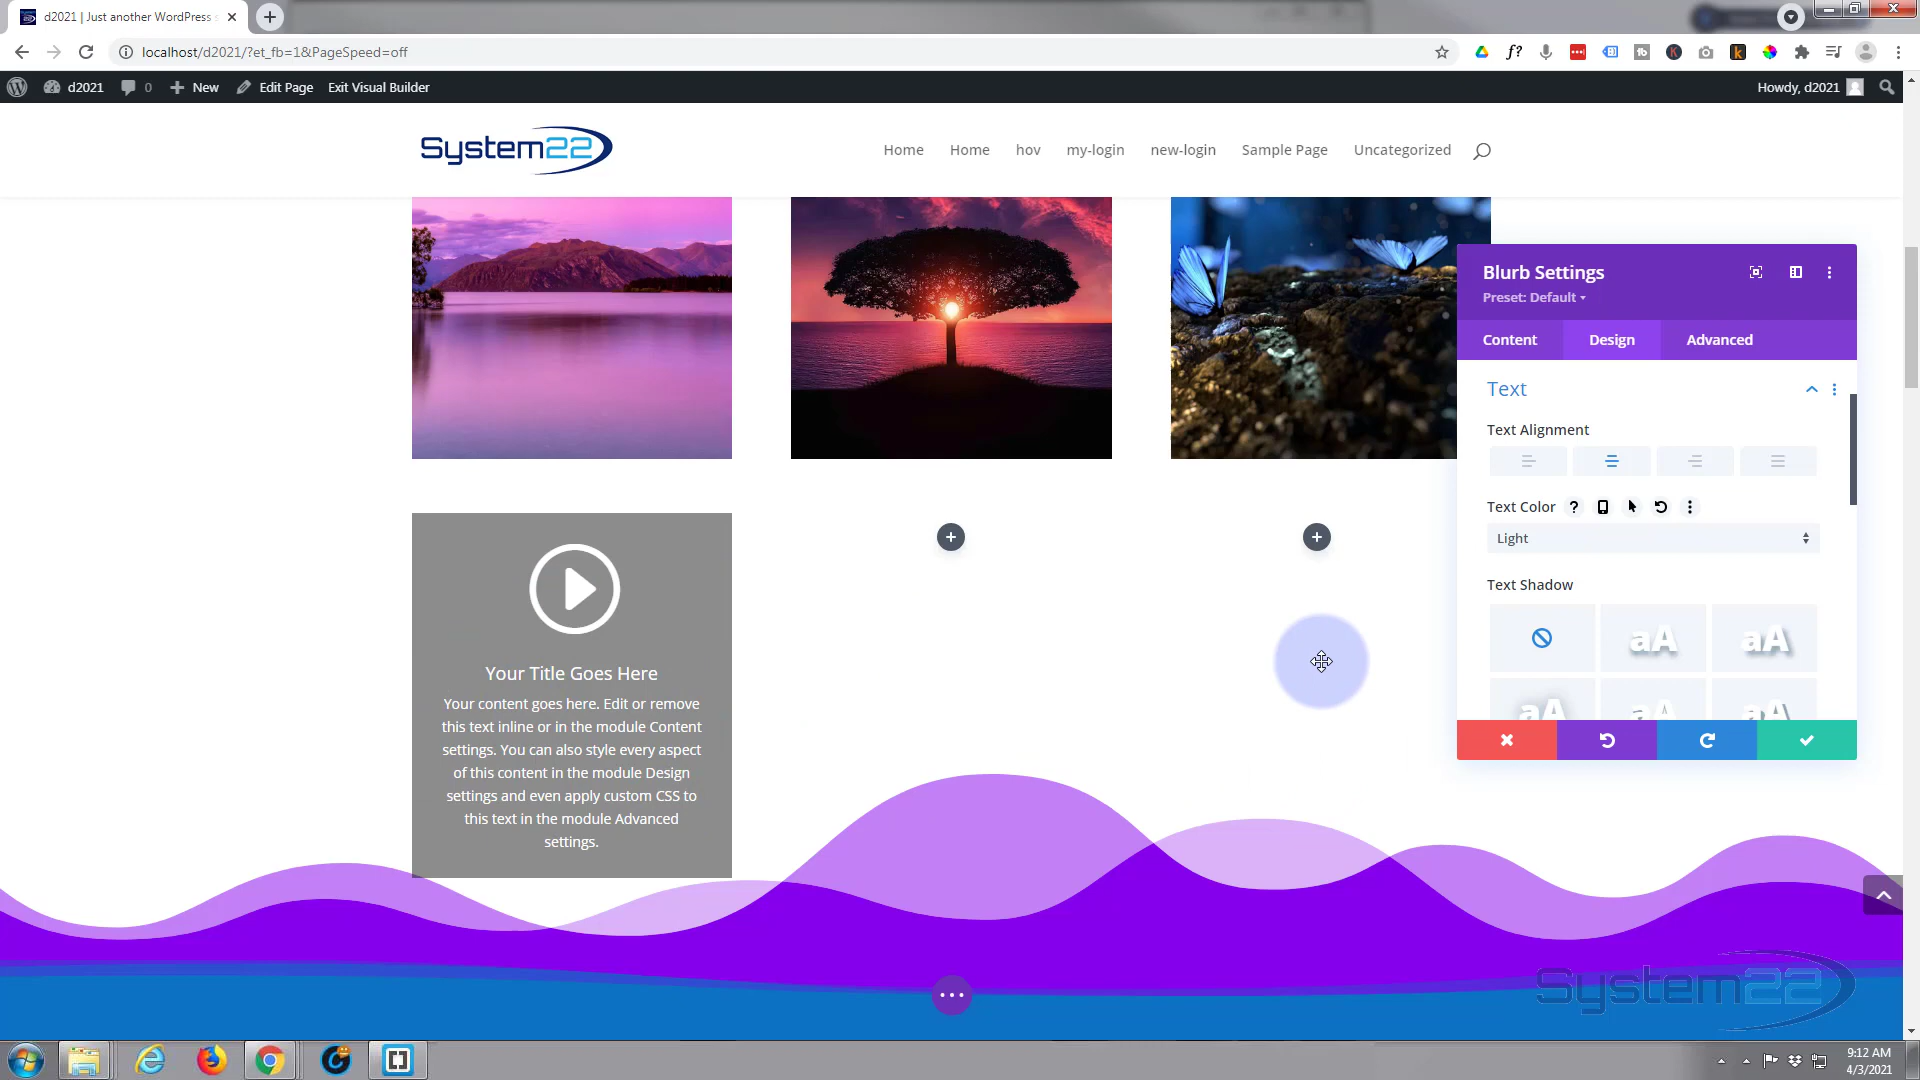 d2021 | Just another WordPress s
localhost/d2021/?et_fb=1&PageSpeed=off
d2021
0
New
Edit Page
Exit Visual Builder
Howdy, d2021
System22
Home
Home
hov
my-login
new-login
Sample Page
Uncategorized
Blurb Settings
Preset: Default
Content
Design
Advanced
Text
Text Alignment
Text Color
Light
Text Shadow
aA
aA
aA
aA
aA
Your Title Goes Here
Your content goes here. Edit or remove
this text inline or in the module Content
settings. You can also style every aspect
of this content in the module Design
settings and even apply custom CSS to
this text in the module Advanced
settings.
System22
9:12 AM
4/3/2021